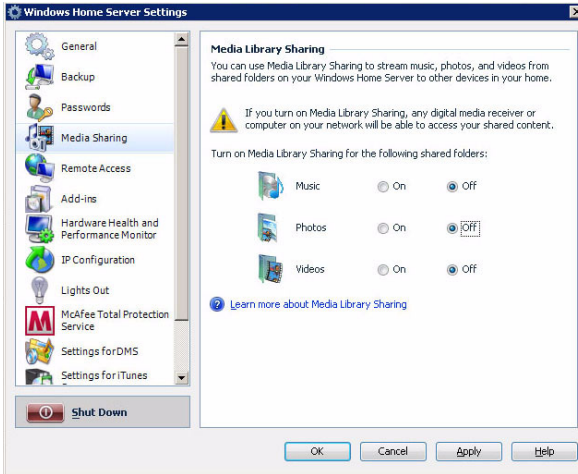 Windows Home Server Settings
General
Backup
Passwords
Media Sharing
Remote Access
Add-ins
Hardware Health and
Performance Monitor
IP Configuration
Lights Out
McAfee Total Protection
Service
Settings forDMS
Settings for iTunes
Shut Down
Media Library Sharing
You can use Media Library Sharing to stream music, photos, and videos from
shared folders on your Windows Home Server to other devices in your home.
If you turn on Media Library Sharing, any digital media receiver or
computer on your network will be able to access your shared content.
Turn on Media Library Sharing for the following shared folders:
Music On Off
Photos On Off
Videos On Off
Learn more about Media Library Sharing
OK Cancel Apply Help